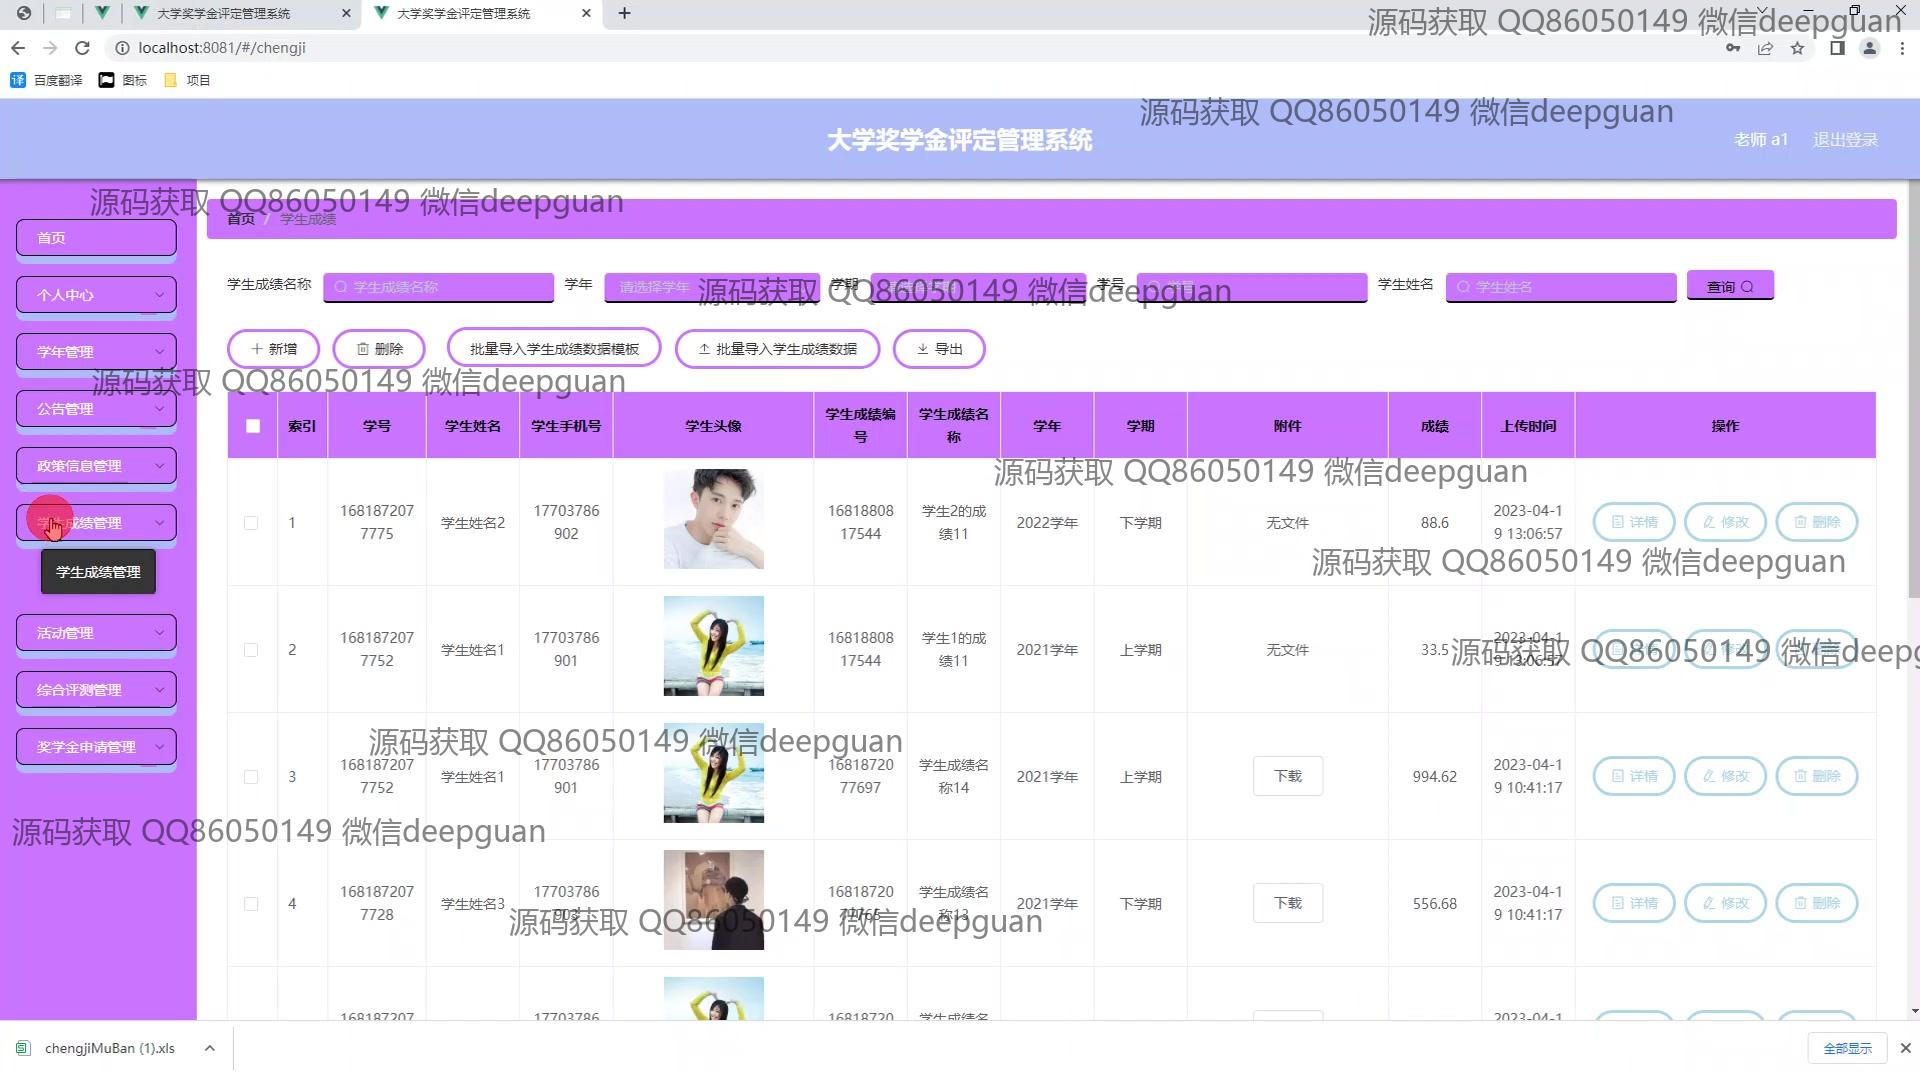 大学奖学金评定管理系统
大学奖学金评定管理系统
localhost:8081/#/chengji
百度翻译 图标 项目
源码获取 QQ86050149 微信deepguan
源码获取 QQ86050149 微信deepguan
大学奖学金评定管理系统
老师 a1 退出登录
源码获取 QQ86050149 微信deepguan
首页 / 学生成绩
首页
个人中心
学年管理
公告管理
政策信息管理
学生成绩管理
学生成绩管理
活动管理
综合评测管理
奖学金申请管理
学生成绩名称 学生成绩名称 学年 请选择学年 学期 学号 学号 学生姓名 学生姓名 查询
源码获取 QQ86050149 微信deepguan
新增 删除 批量导入学生成绩数据模板 批量导入学生成绩数据 导出
源码获取 QQ86050149 微信deepguan
索引 学号 学生姓名 学生手机号 学生头像 学生成绩编号 学生成绩名称 学年 学期 附件 成绩 上传时间 操作
源码获取 QQ86050149 微信deepguan
1 1681872077775 学生姓名2 17703786902 1681880817544 学生2的成绩11 2022学年 下学期 无文件 88.6 2023-04-19 13:06:57 详情 修改 删除
源码获取 QQ86050149 微信deepguan
2 1681872077752 学生姓名1 17703786901 1681880817544 学生1的成绩11 2021学年 上学期 无文件 33.5 2023-04-19 13:06:57
源码获取 QQ86050149 微信deepg
源码获取 QQ86050149 微信deepguan
3 1681872077752 学生姓名1 17703786901 1681872077697 学生成绩名称14 2021学年 上学期 下载 994.62 2023-04-19 10:41:17 详情 修改 删除
源码获取 QQ86050149 微信deepguan
4 1681872077728 学生姓名3 17703786903 学生成绩名称13 2021学年 下学期 下载 556.68 2023-04-19 10:41:17 详情 修改 删除
源码获取 QQ86050149 微信deepguan
168187207 17703786 16818720 学生成绩名 2023-04-1
chengjiMuBan (1).xls
全部显示